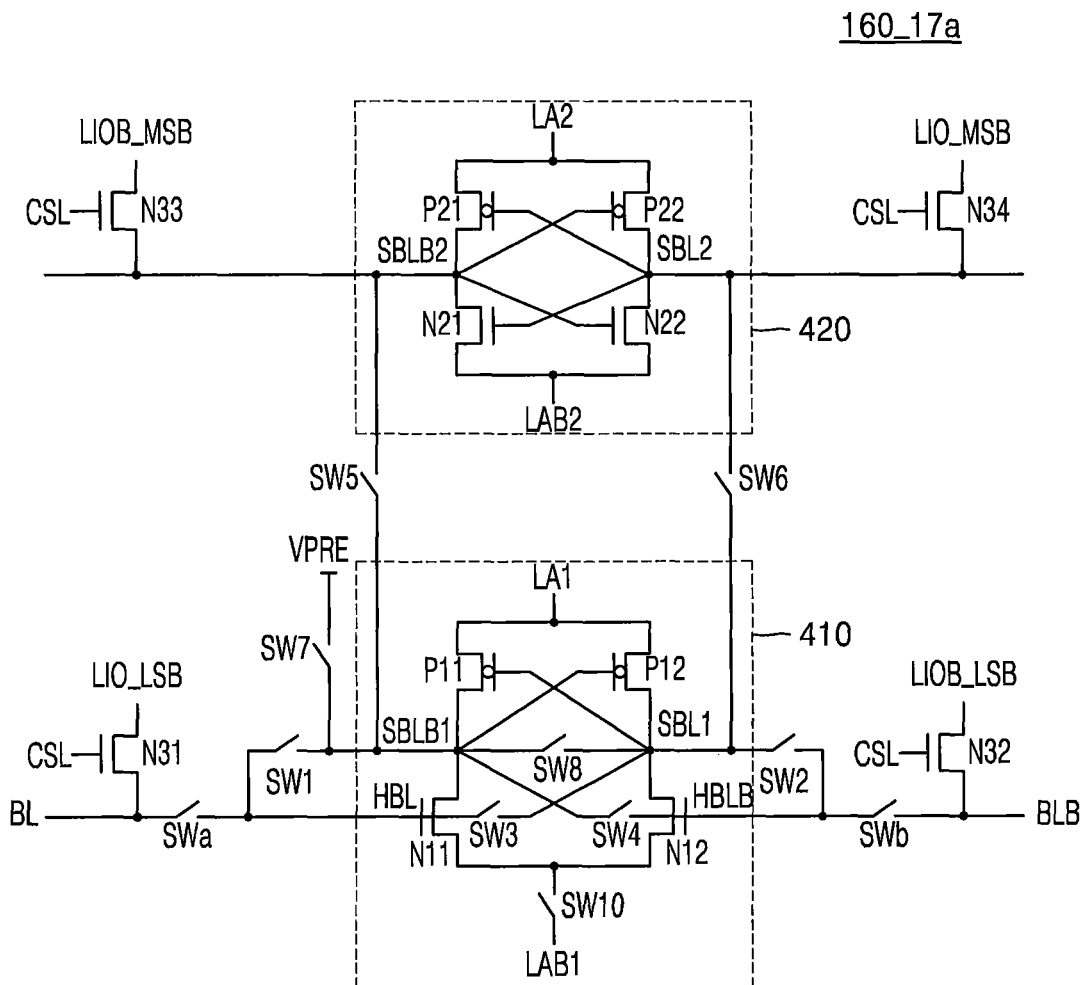 160_17a
LA2
LIOB_MSB
LIO_MSB
CSL
N33
P21
P22
CSL
N34
SBLB2
SBL2
N21
N22
420
LAB2
SW5
SW6
VPRE
LA1
410
SW7
P11
P12
LIO_LSB
LIOB_LSB
SBLB1
SBL1
CSL
N31
SW1
SW8
SW2
CSL
N32
HBL
HBLB
BL
SWa
SW3
SW4
SWb
BLB
N11
N12
SW10
LAB1